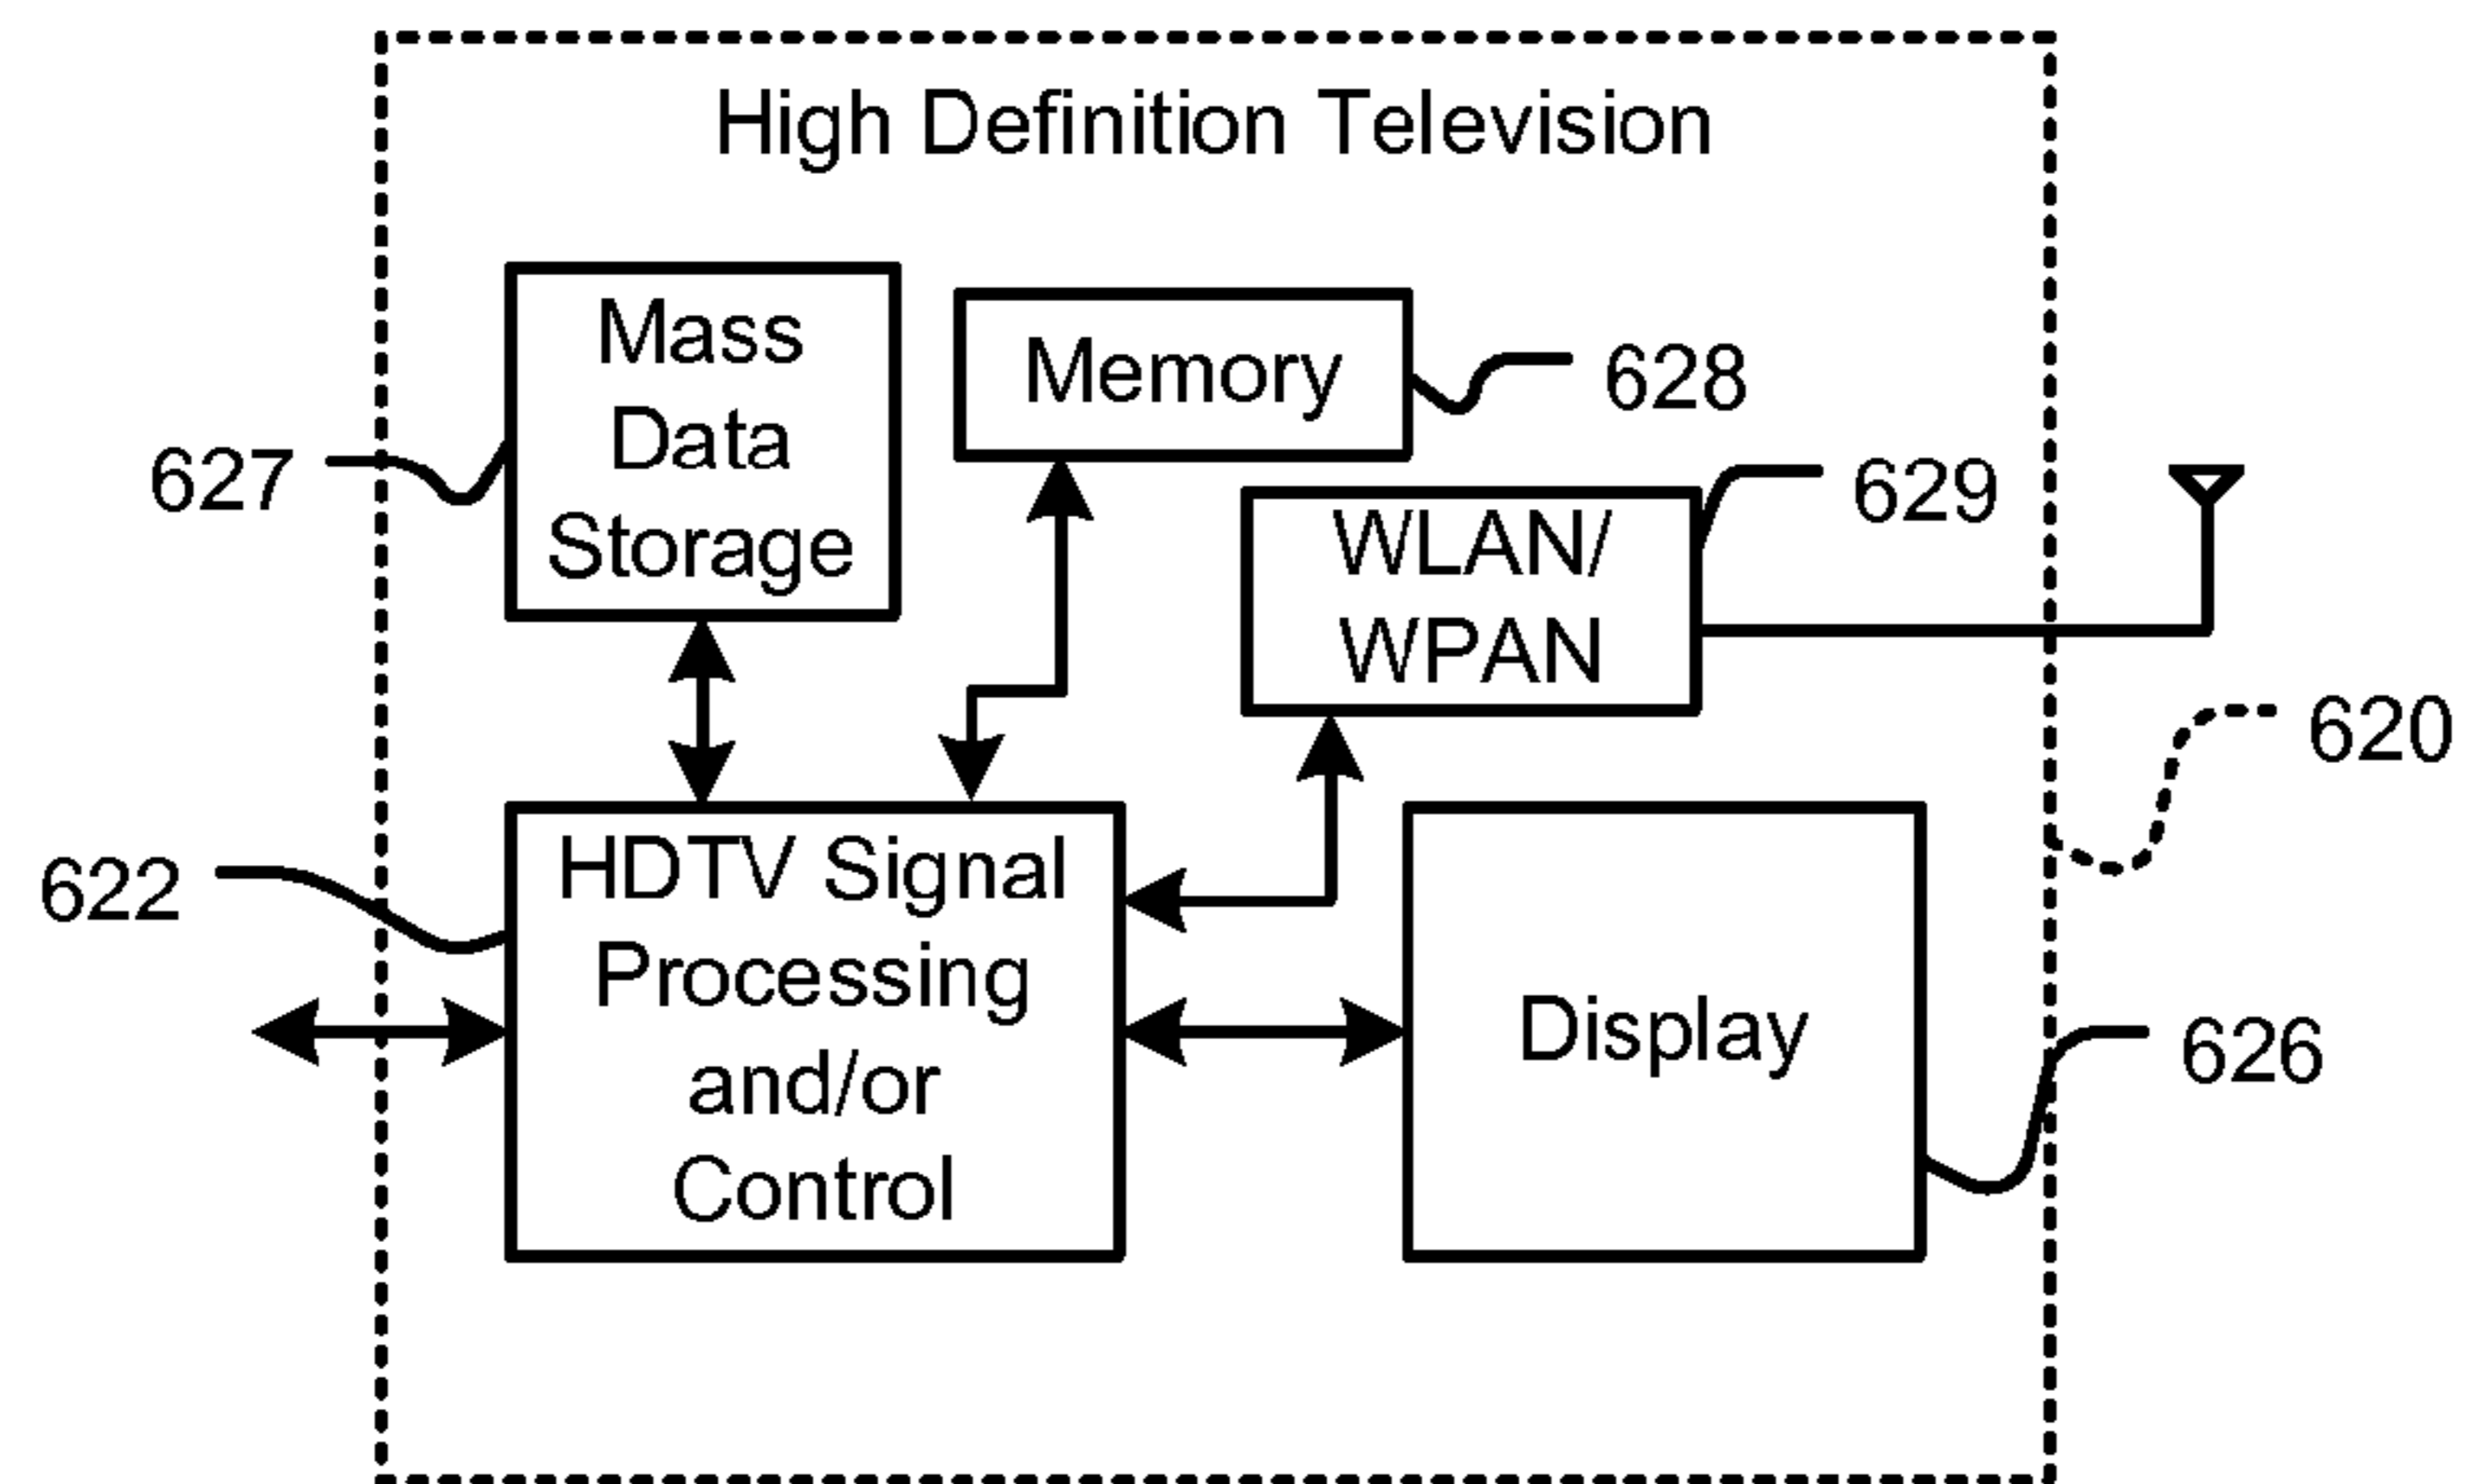 High Definition Television
Mass
Data
Storage
627
Memory
628
WLAN/
WPAN
629
620
HDTV Signal
Processing
and/or
Control
622
Display
626